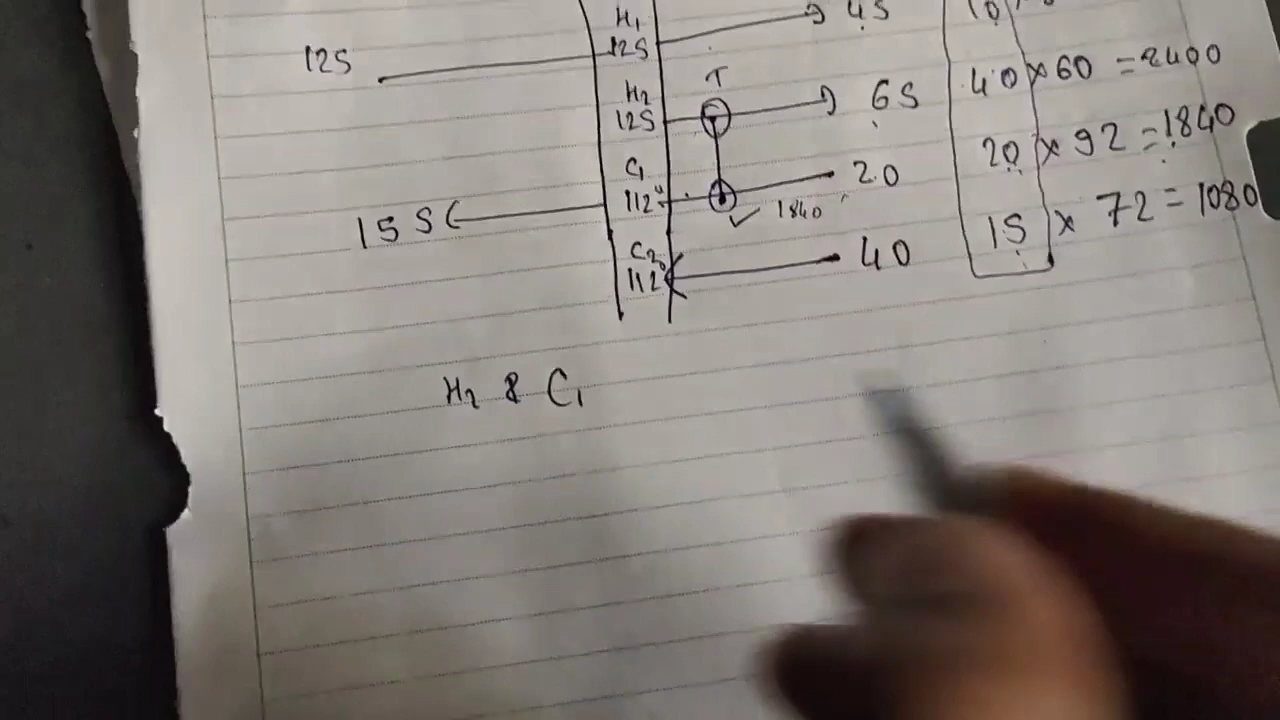 H₁ 45
125 125
H₂ T 65 40 × 60 = 2400
125
C₁ 20 20 × 92 = 1840
112° 1840
155
C₂ 40 15 × 72 = 1080
112°
H₂ & C₁